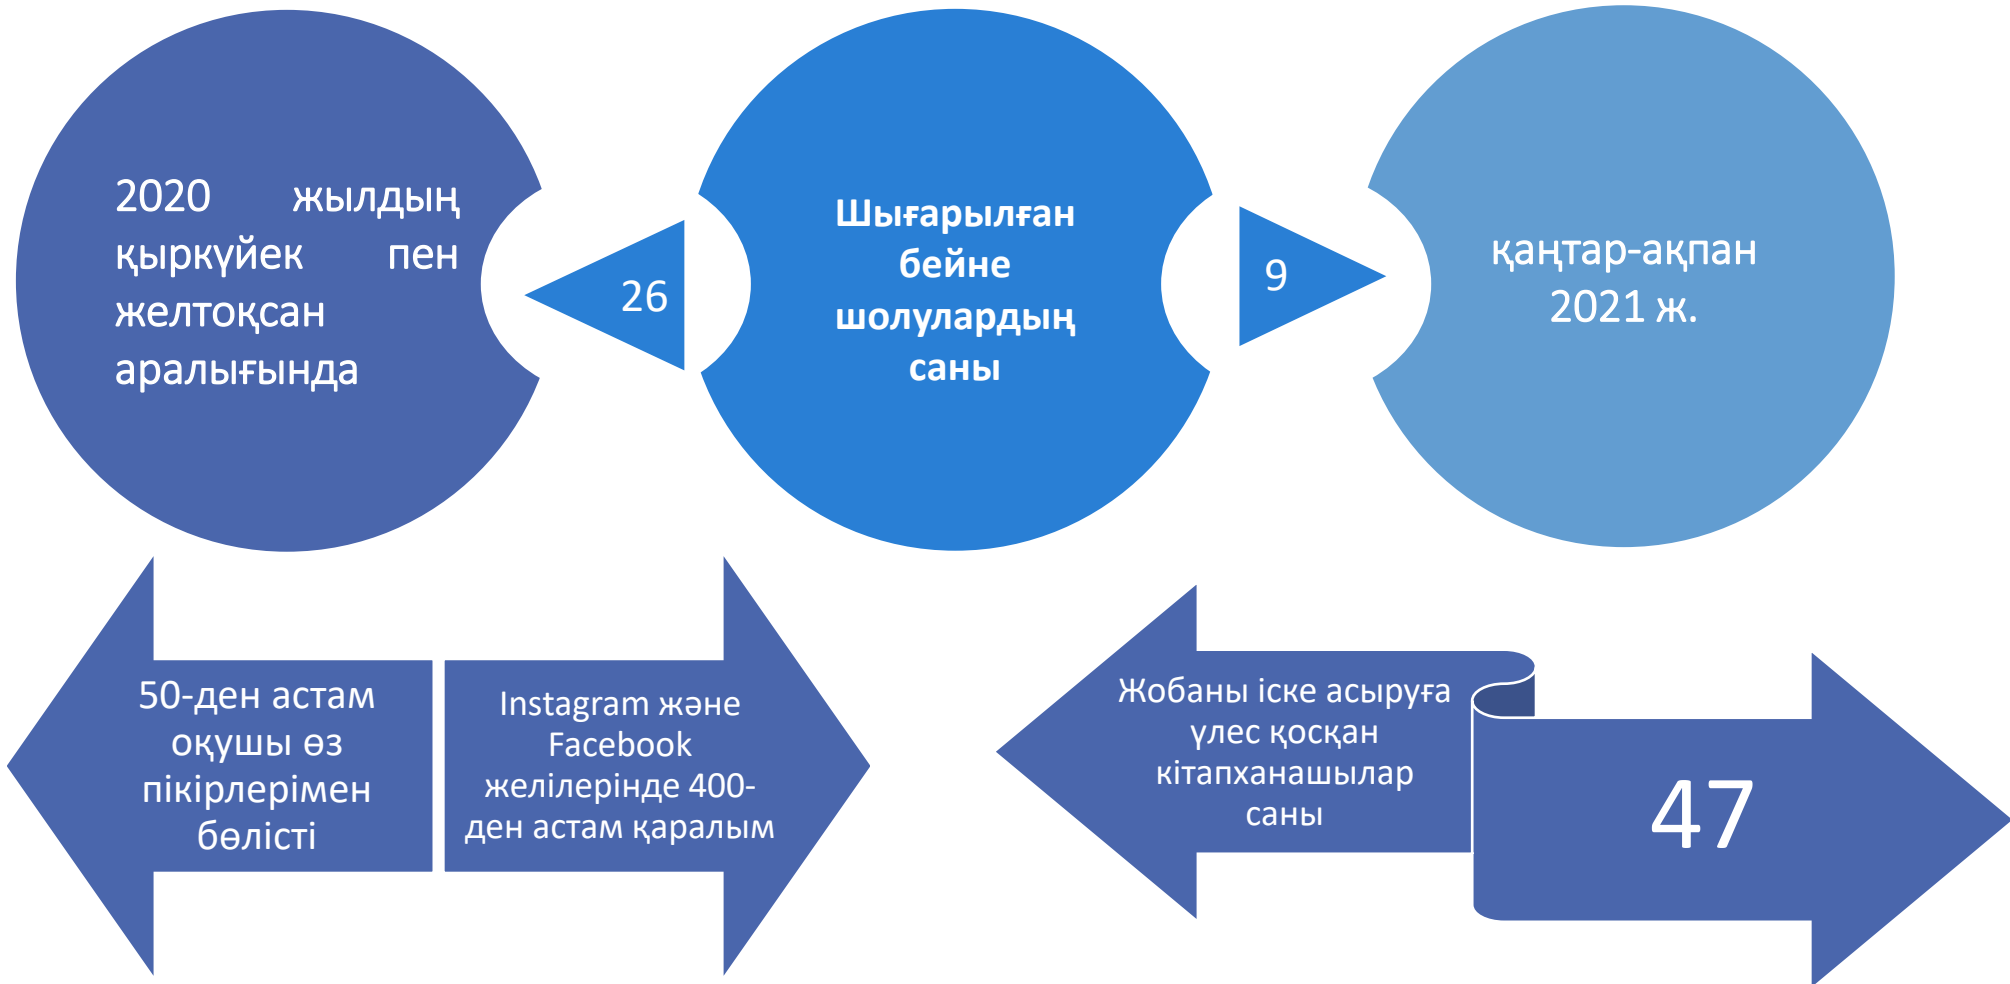 2020 жылдың
қыркүйек пен
желтоқсан
аралығында
26
Шығарылған
бейне
шолулардың
саны
9
қаңтар-ақпан
2021 ж.
50-ден астам
оқушы өз
пікірлерімен
бөлісті
Instagram және
Facebook
желілерінде 400-
ден астам қаралым
Жобаны іске асыруға
үлес қосқан
кітапханашылар
саны
47